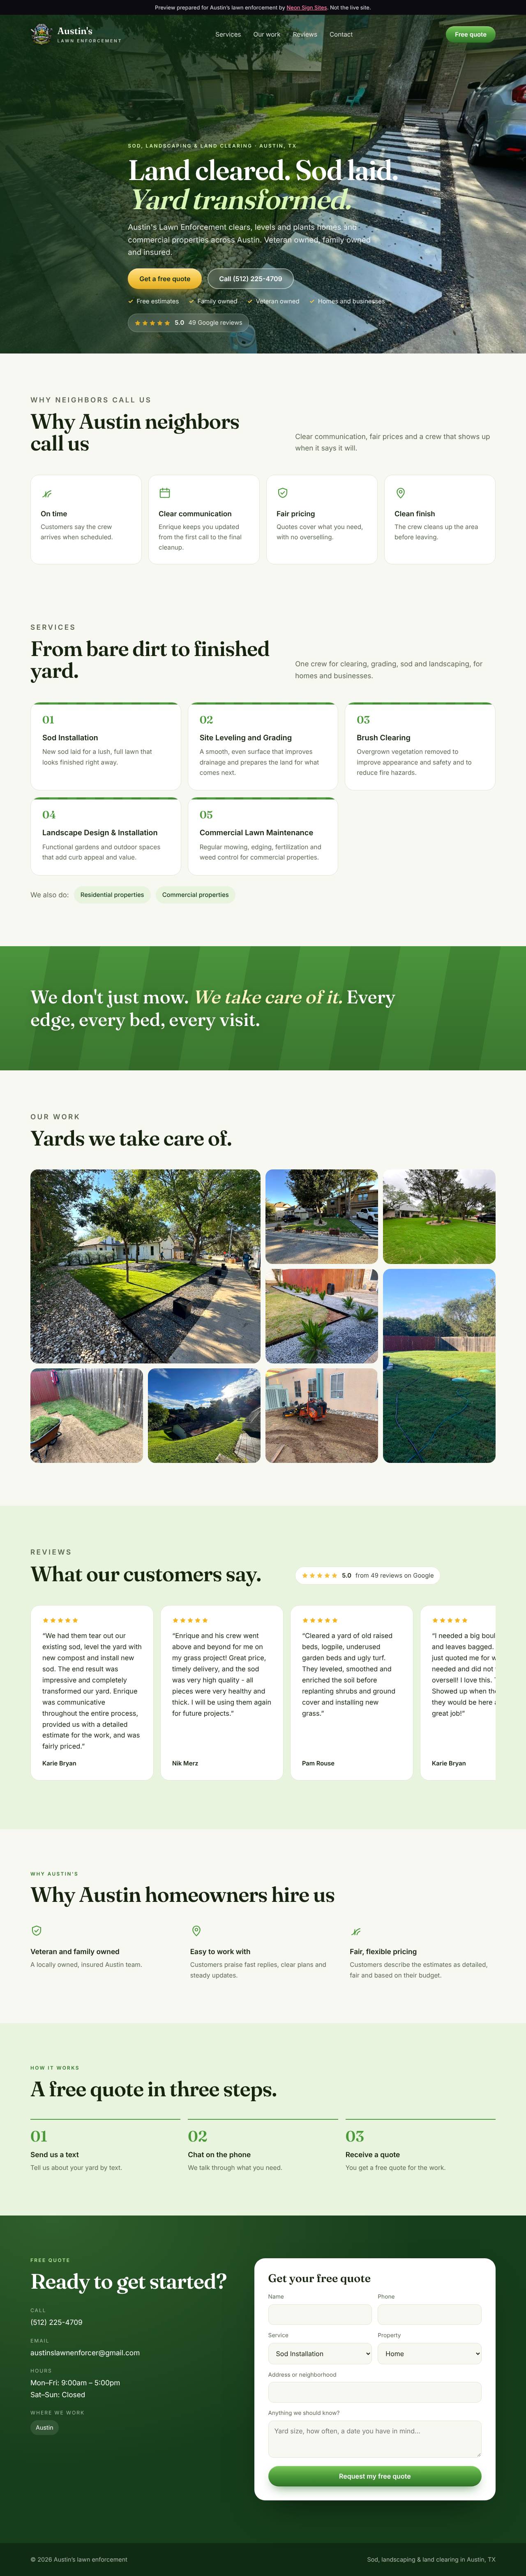 Preview prepared for Austin's lawn enforcement by Neon Sign Sites. Not the live site.
Austin's
LAWN ENFORCEMENT
Services
Our work
Reviews
Contact
Free quote
SOD, LANDSCAPING & LAND CLEARING · AUSTIN, TX
Land cleared. Sod laid.
Yard transformed.
Austin's Lawn Enforcement clears, levels and plants homes and
commercial properties across Austin. Veteran owned, family owned
and insured.
Get a free quote
Call (512) 225-4709
✓ Free estimates
✓ Family owned
✓ Veteran owned
✓ Homes and businesses
★★★★★ 5.0 49 Google reviews
WHY NEIGHBORS CALL US
Why Austin neighbors
call us
Clear communication, fair prices and a crew that shows up
when it says it will.
On time
Customers say the crew
arrives when scheduled.
Clear communication
Enrique keeps you updated
from the first call to the final
cleanup.
Fair pricing
Quotes cover what you need,
with no overselling.
Clean finish
The crew cleans up the area
before leaving.
SERVICES
From bare dirt to finished
yard.
One crew for clearing, grading, sod and landscaping, for
homes and businesses.
01
Sod Installation
New sod laid for a lush, full lawn that
looks finished right away.
02
Site Leveling and Grading
A smooth, even surface that improves
drainage and prepares the land for what
comes next.
03
Brush Clearing
Overgrown vegetation removed to
improve appearance and safety and to
reduce fire hazards.
04
Landscape Design & Installation
Functional gardens and outdoor spaces
that add curb appeal and value.
05
Commercial Lawn Maintenance
Regular mowing, edging, fertilization and
weed control for commercial properties.
We also do:
Residential properties
Commercial properties
We don't just mow. We take care of it. Every
edge, every bed, every visit.
OUR WORK
Yards we take care of.
REVIEWS
What our customers say.
★★★★★ 5.0 from 49 reviews on Google
★★★★★
“We had them tear out our
existing sod, level the yard with
new compost and install new
sod. The end result was
impressive and completely
transformed our yard. Enrique
was communicative
throughout the entire process,
provided us with a detailed
estimate for the work, and was
fairly priced.”
Karie Bryan
★★★★★
“Enrique and his crew went
above and beyond for me on
my grass project! Great price,
timely delivery, and the sod
was very high quality - all
pieces were very healthy and
thick. I will be using them again
for future projects.”
Nik Merz
★★★★★
“Cleared a yard of old raised
beds, logpile, underused
garden beds and ugly turf.
They leveled, smoothed and
enriched the soil before
replanting shrubs and ground
cover and installing new
grass.”
Pam Rouse
★★★★★
“I needed a big
and leaves bagged.
just quoted me for
needed and did not
oversell! I love this.
Showed up when
they would be here
great job!”
Karie Bryan
WHY AUSTIN'S
Why Austin homeowners hire us
Veteran and family owned
A locally owned, insured Austin team.
Easy to work with
Customers praise fast replies, clear plans and
steady updates.
Fair, flexible pricing
Customers describe the estimates as detailed,
fair and based on their budget.
HOW IT WORKS
A free quote in three steps.
01
Send us a text
Tell us about your yard by text.
02
Chat on the phone
We talk through what you need.
03
Receive a quote
You get a free quote for the work.
FREE QUOTE
Ready to get started?
CALL
(512) 225-4709
EMAIL
austinslawnenforcer@gmail.com
HOURS
Mon–Fri: 9:00am – 5:00pm
Sat–Sun: Closed
WHERE WE WORK
Austin
Get your free quote
Name
Phone
Service
Property
Sod Installation
Home
Address or neighborhood
Anything we should know?
Yard size, how often, a date you have in mind...
Request my free quote
© 2026 Austin's lawn enforcement
Sod, landscaping & land clearing in Austin, TX